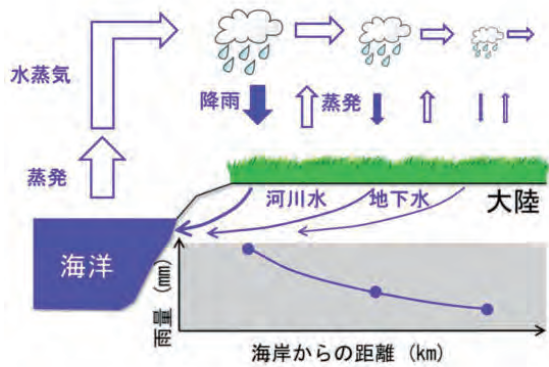 水蒸気
降雨
蒸発
蒸発
河川水
地下水
大陸
海洋
雨量 (mm)
海岸からの距離 (km)